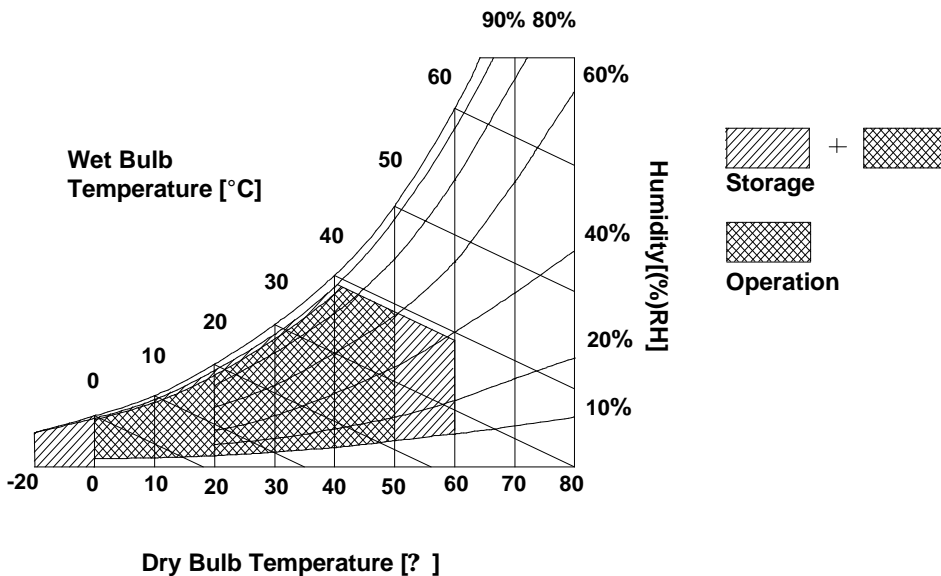 90% 80%
60
60%
50
Wet Bulb
Temperature [°C]
Humidity[(%)RH]
+
Storage
40
40%
30
Operation
20
20%
10
0
10%
-20 0 10 20 30 40 50 60 70 80
Dry Bulb Temperature [? ]